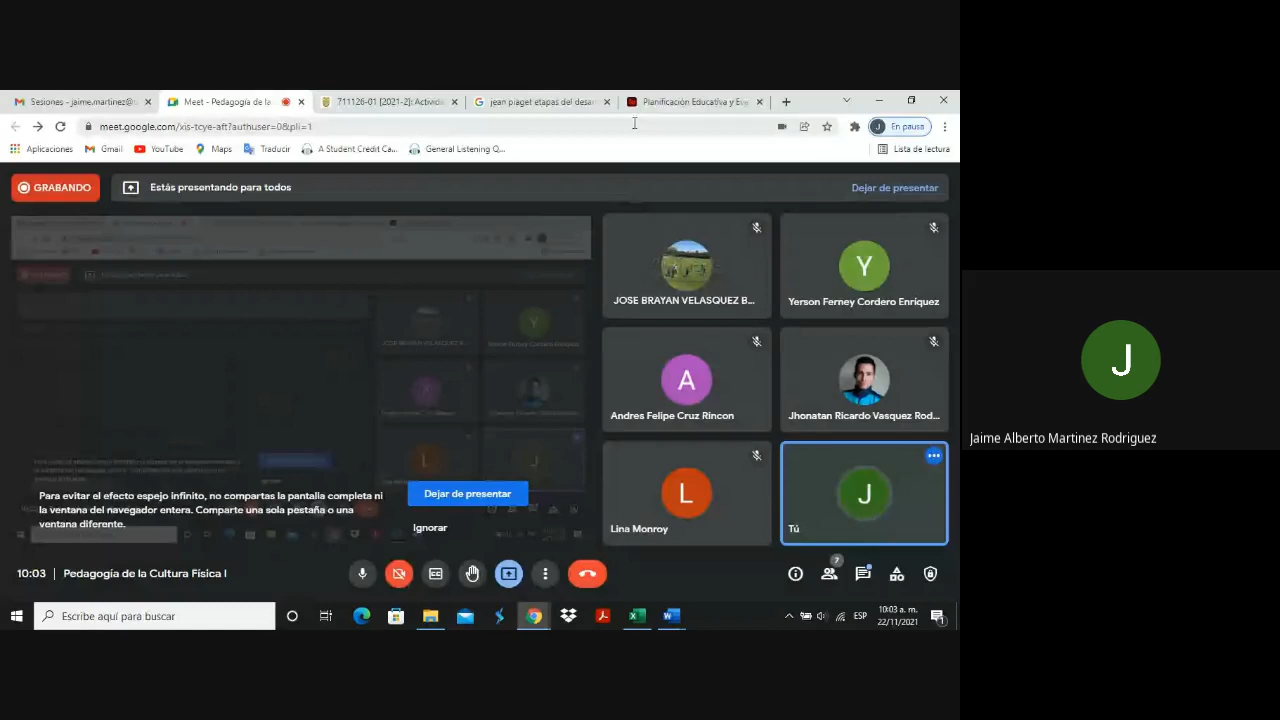 Sesiones - jaime.martinez@u
Meet - Pedagogía de la
711126-01 [2021-2]: Activida
jean piaget etapas del desarr
Planificación Educativa y Eve
meet.google.com/xis-tcye-aft?authuser=0&pli=1
En pausa
Aplicaciones
Gmail
YouTube
Maps
Traducir
A Student Credit Ca...
General Listening Q...
Lista de lectura
GRABANDO
Estás presentando para todos
Dejar de presentar
JOSE BRAYAN VELASQUEZ B...
Y
Yerson Ferney Cordero Enríquez
A
Andres Felipe Cruz Rincon
Jhonatan Ricardo Vasquez Rod...
L
Lina Monroy
J
Tú
Para evitar el efecto espejo infinito, no compartas la pantalla completa ni
la ventana del navegador entera. Comparte una sola pestaña o una
ventana diferente.
Dejar de presentar
Ignorar
10:03 | Pedagogía de la Cultura Física I
7
Escribe aquí para buscar
ESP
10:03 a. m.
22/11/2021
1
J
Jaime Alberto Martinez Rodriguez